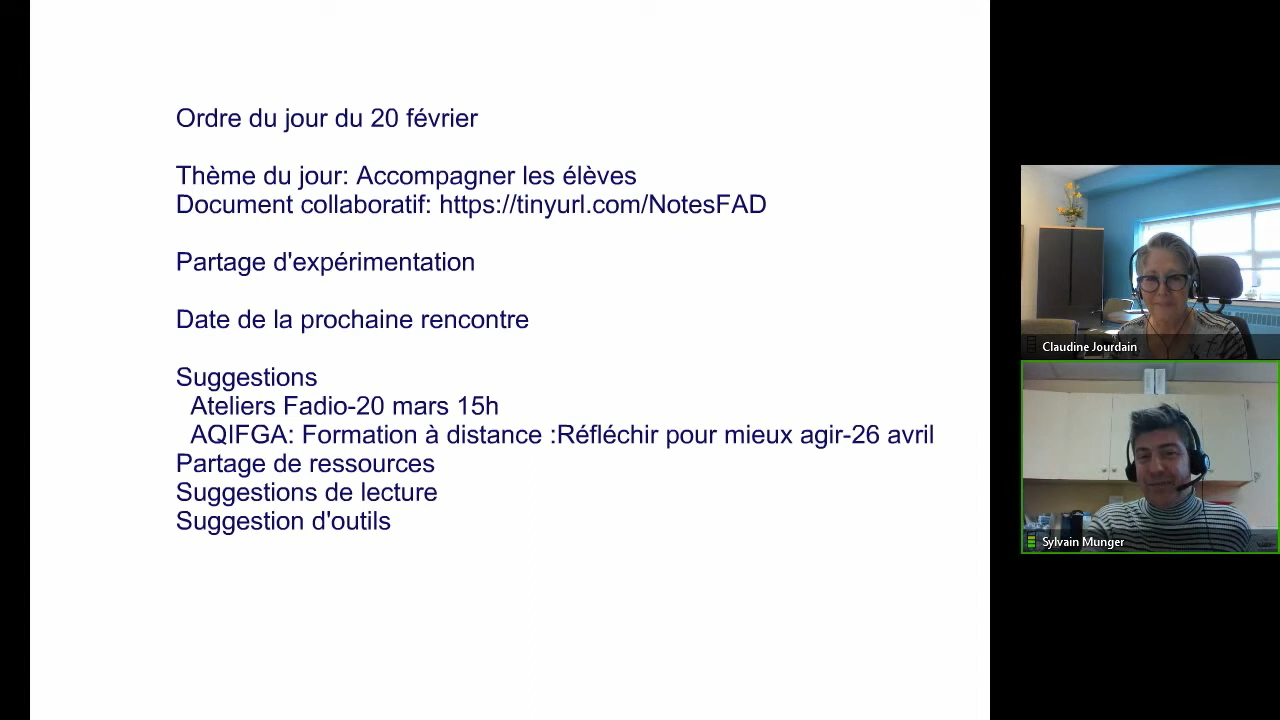 Ordre du jour du 20 février
Thème du jour: Accompagner les élèves
Document collaboratif: https://tinyurl.com/NotesFAD
Partage d'expérimentation
Date de la prochaine rencontre
Suggestions
Ateliers Fadio-20 mars 15h
AQIFGA: Formation à distance :Réfléchir pour mieux agir-26 avril
Partage de ressources
Suggestions de lecture
Suggestion d'outils
Claudine Jourdain
Sylvain Munger